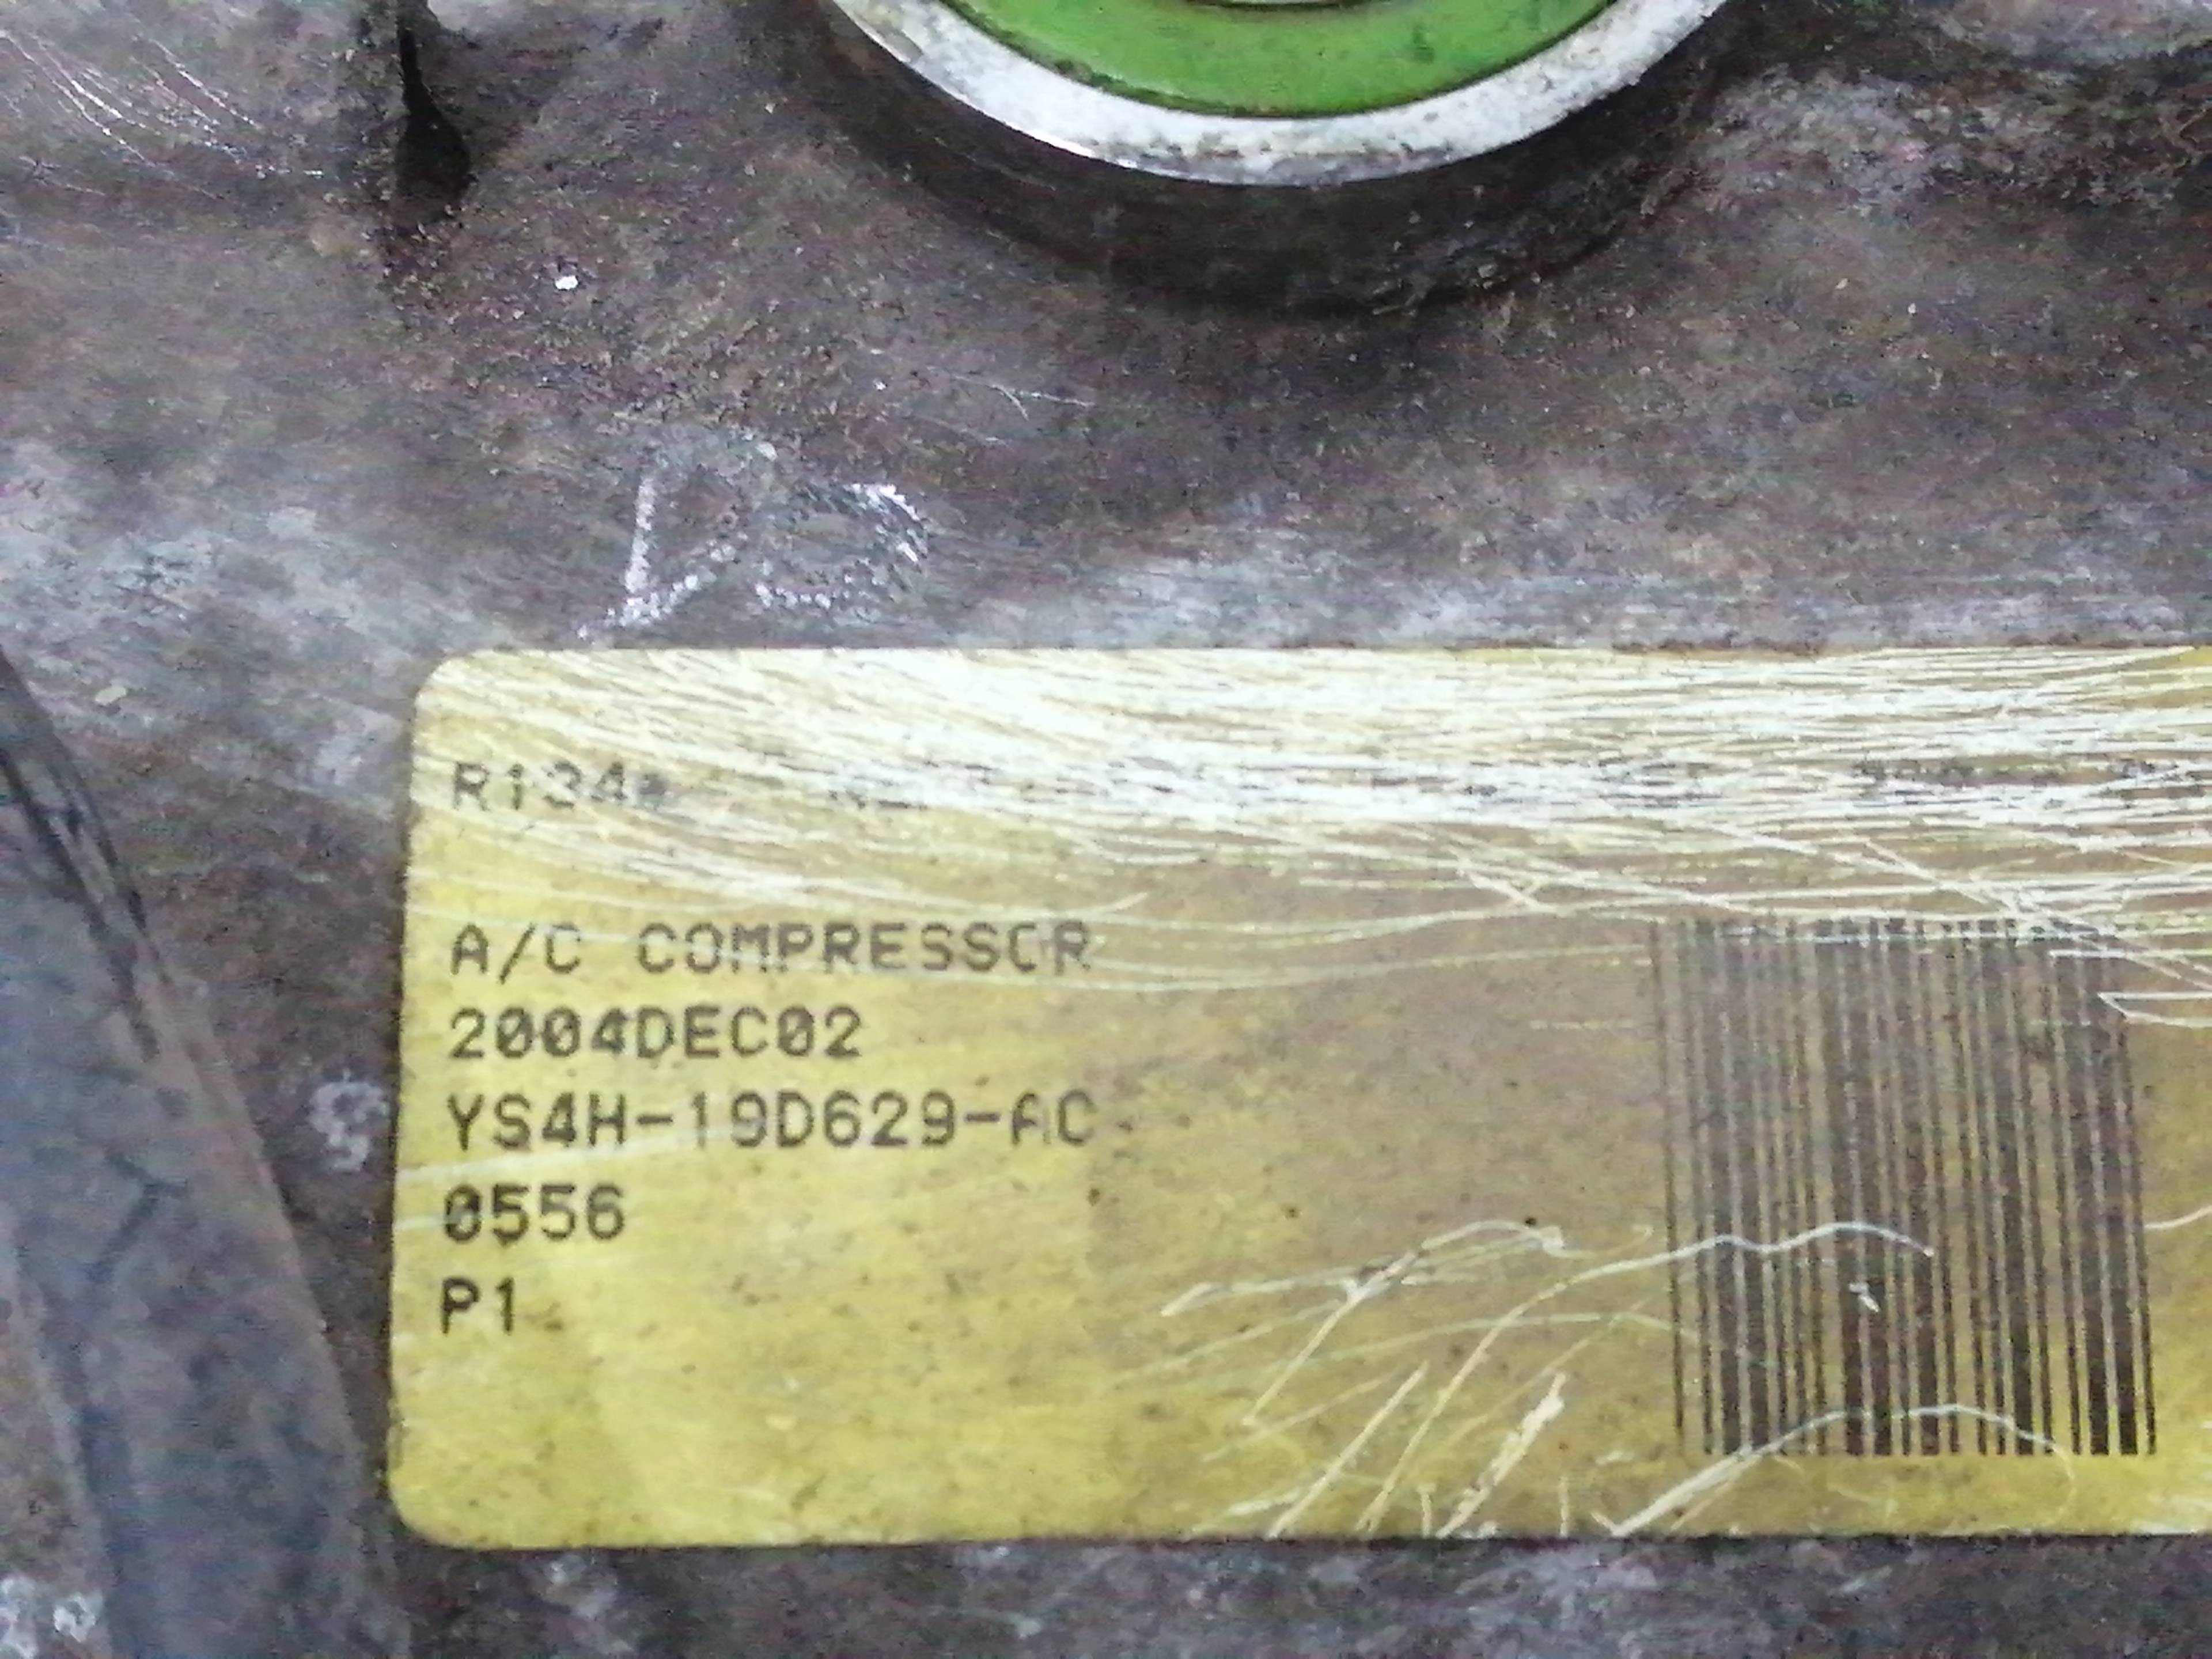 R134a
A/C COMPRESSOR
2004DEC02
YS4H-19D629-AC
0556
P1